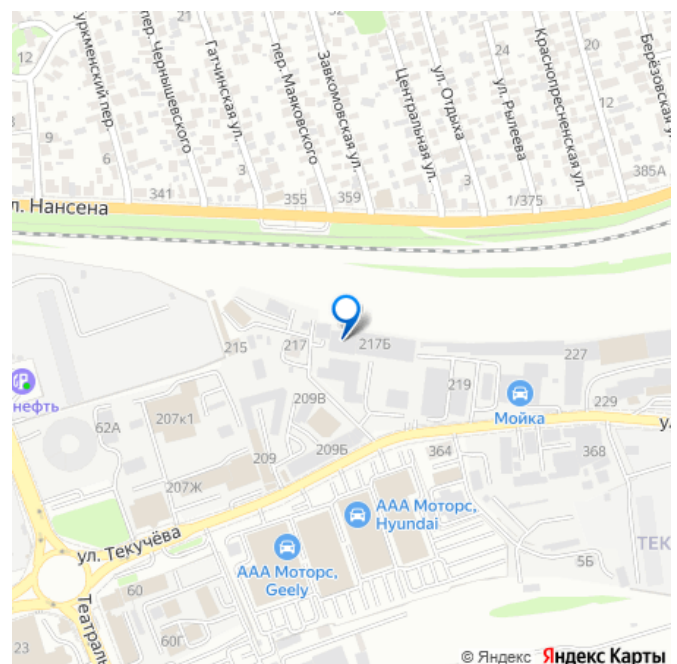 12
уркменский пер.
пер. Чернышевского
Гатчинская ул.
пер. Маяковского
Завкомовская ул.
Центральная ул.
ул. Отдыха
24
ул. Рылеева
Краснопресненская ул.
20
12
Берёзовская у
9
6
3
3
341
355
359
1/375
385А
л. Нансена
215
217
217Б
227
219
229
Мойка
у
нефть
62А
207к1
209В
209Б
209
364
368
207Ж
ААА Моторс,
Hyundai
ул. Текучёва
ААА Моторс,
Geely
5Б
ТЕК
60
60Г
Театраль
23
© Яндекс Яндекс Карты